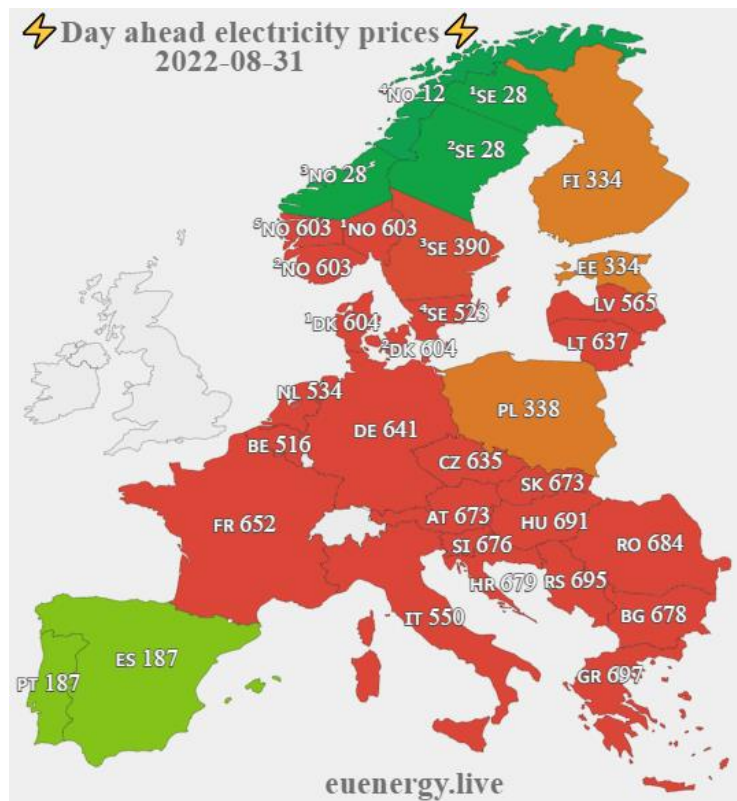 ⚡Day ahead electricity prices⚡
2022-08-31
⁴NO 12
¹SE 28
²SE 28
³NO 28
FI 334
⁵NO 603
¹NO 603
³SE 390
²NO 603
EE 334
LV 565
¹DK 604
⁴SE 523
²DK 604
LT 637
NL 534
PL 338
BE 516
DE 641
CZ 635
SK 673
FR 652
AT 673
HU 691
SI 676
RO 684
HR 679
RS 695
IT 550
BG 678
ES 187
PT 187
GR 697
euenergy.live